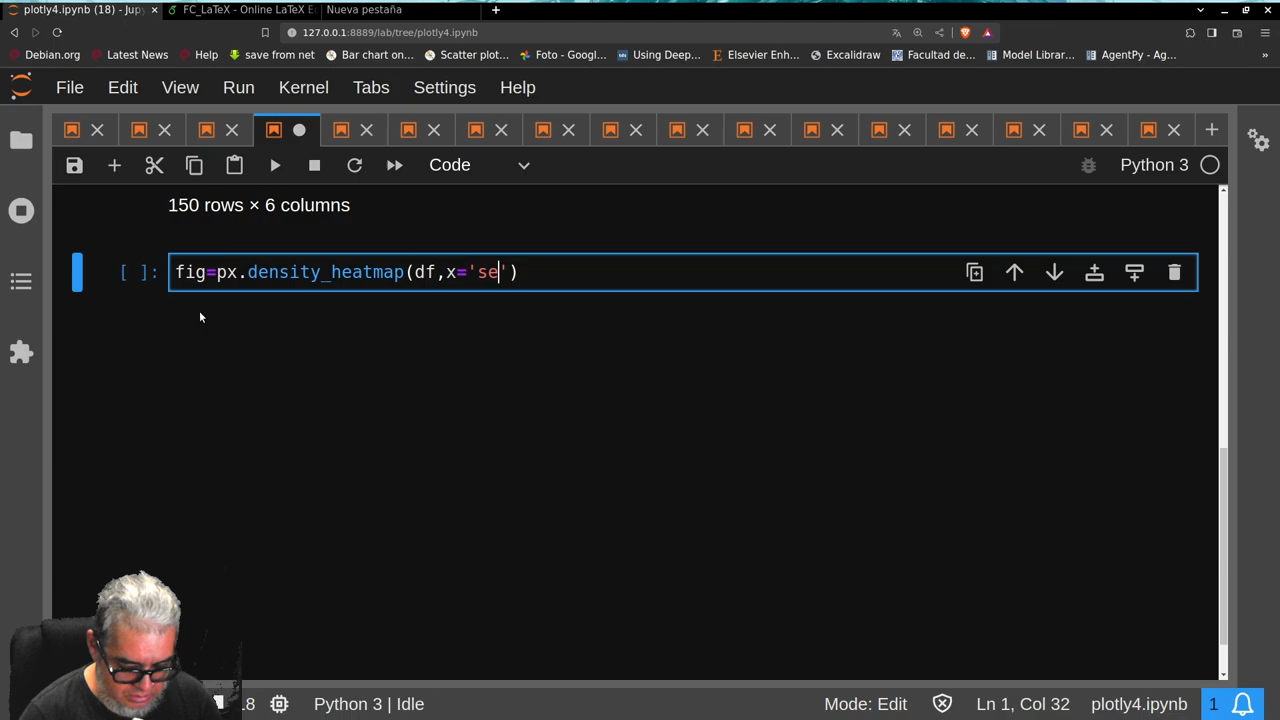 plotly4.ipynb (18) - Jupy
FC_LaTeX - Online LaTeX E
Nueva pestaña
127.0.0.1:8889/lab/tree/plotly4.ipynb
Debian.org
Latest News
Help
save from net
Bar chart on...
Scatter plot...
Foto - Googl...
Using Deep...
Elsevier Enh...
Excalidraw
Facultad de...
Model Librar...
AgentPy - Ag...
»
File Edit View Run Kernel Tabs Settings Help
Code
Python 3
150 rows × 6 columns
[ ]: fig=px.density_heatmap(df,x='se')
18
Python 3 | Idle
Mode: Edit
Ln 1, Col 32
plotly4.ipynb
1